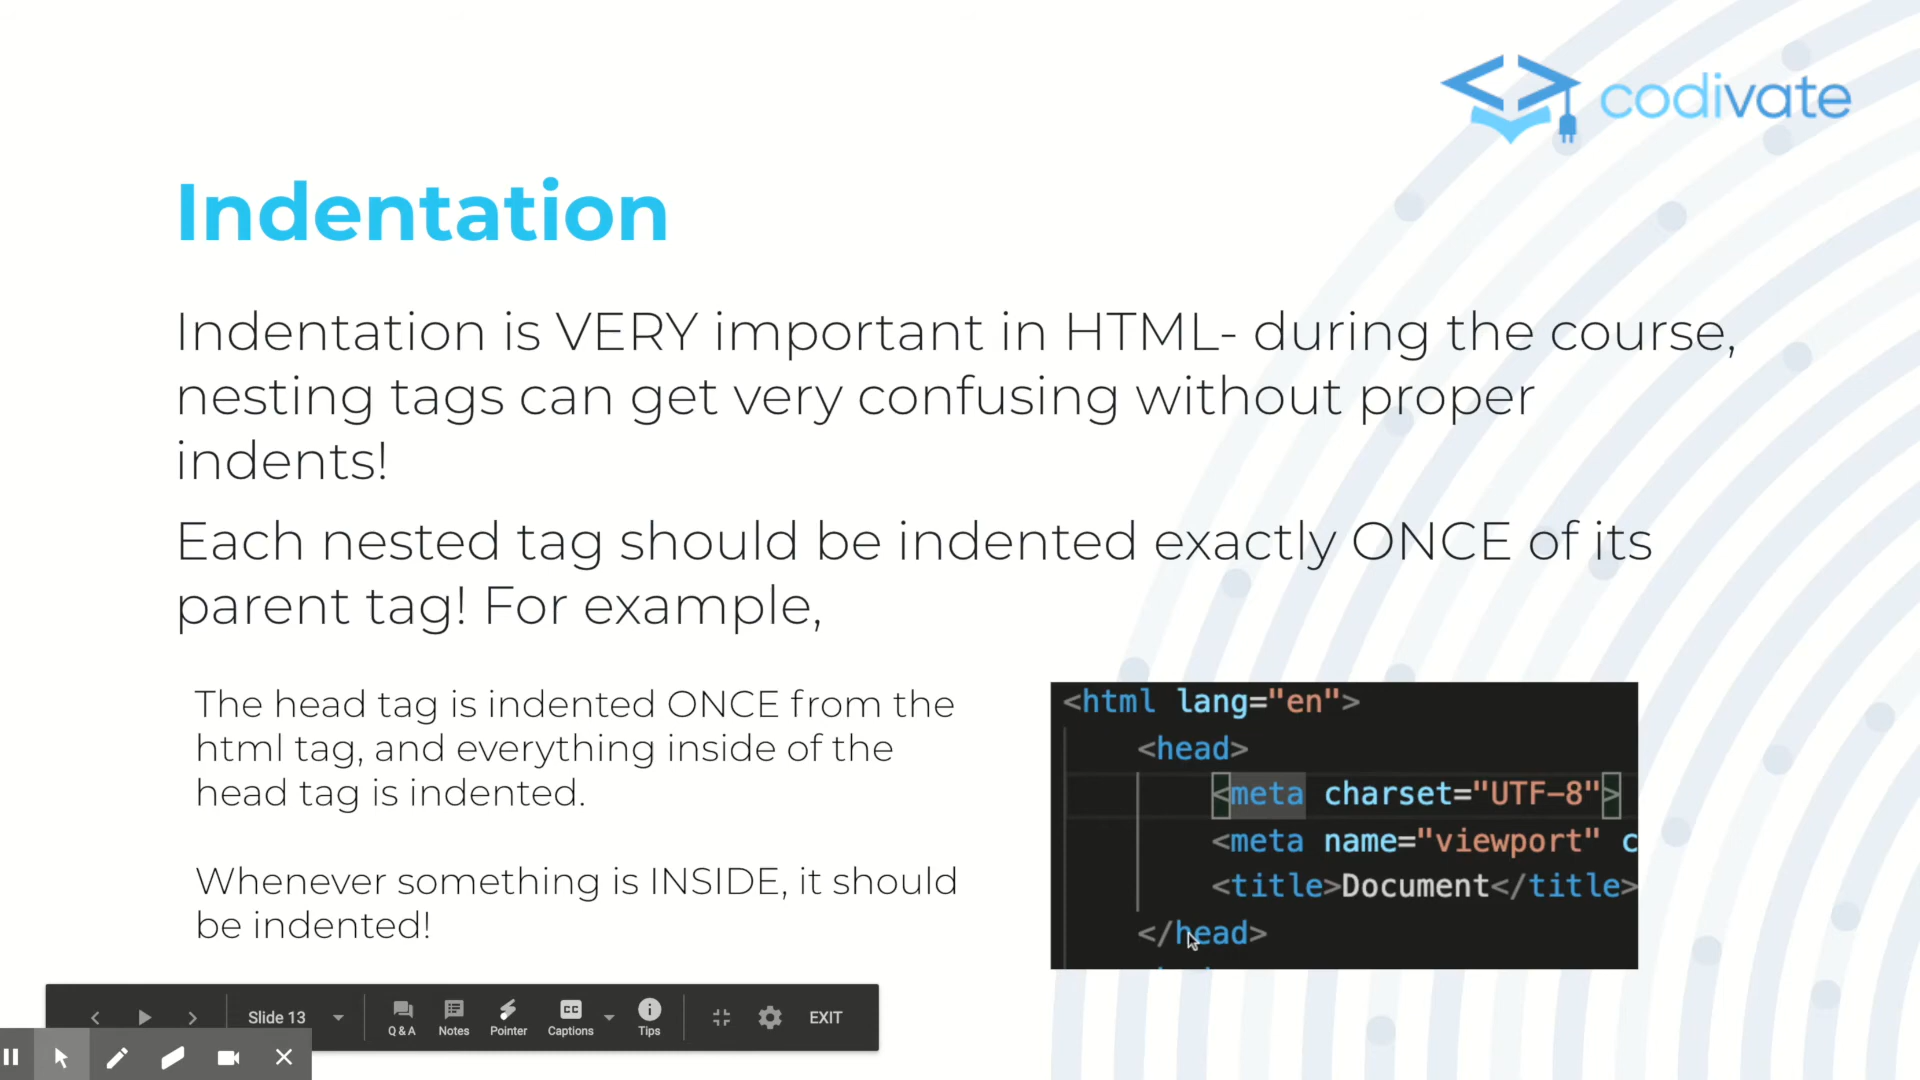 codivate
Indentation
Indentation is VERY important in HTML- during the course,
nesting tags can get very confusing without proper
indents!
Each nested tag should be indented exactly ONCE of its
parent tag! For example,
The head tag is indented ONCE from the
html tag, and everything inside of the
head tag is indented.
Whenever something is INSIDE, it should
be indented!
<html lang="en">
<head>
<meta charset="UTF-8">
<meta name="viewport" c
<title>Document</title>
</head>
Slide 13
Q & A
Notes
Pointer
CC
Captions
Tips
EXIT